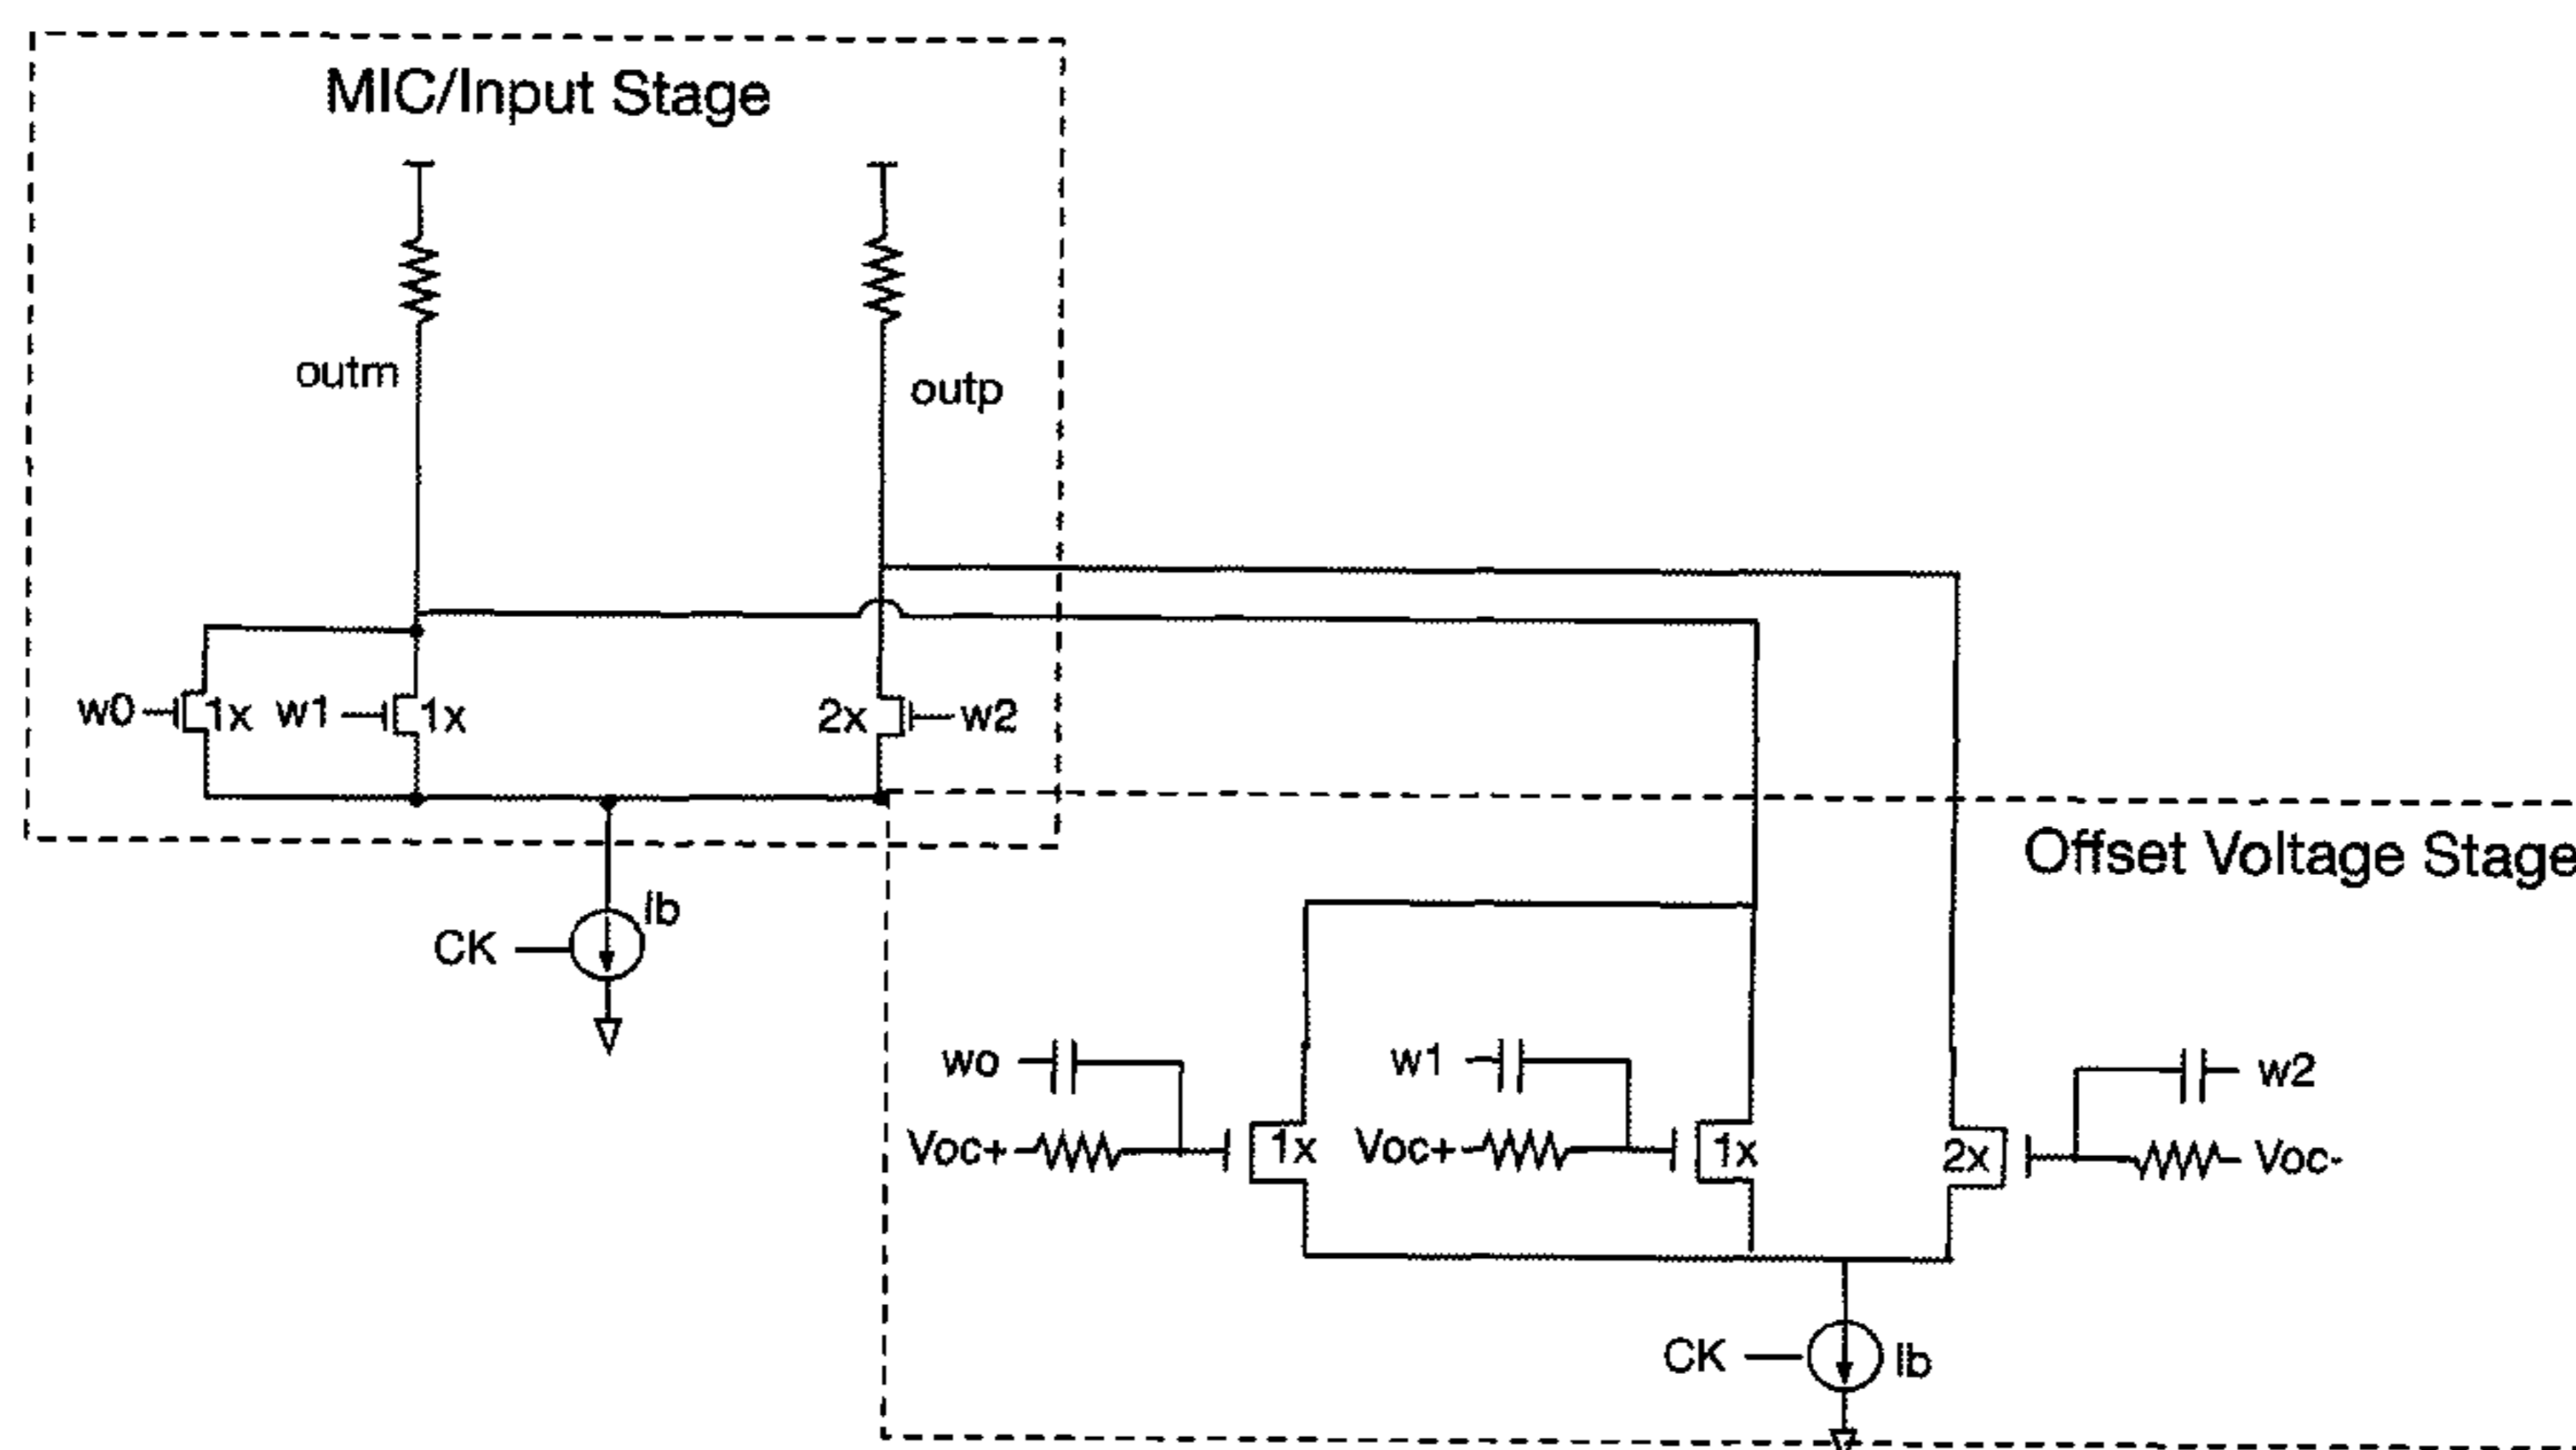 MIC/Input Stage
outm
outp
w0 1x w1 1x 2x w2
Offset Voltage Stage
Ib
CK
wo w1 w2
Voc+ 1x Voc+ 1x 2x Voc-
CK Ib